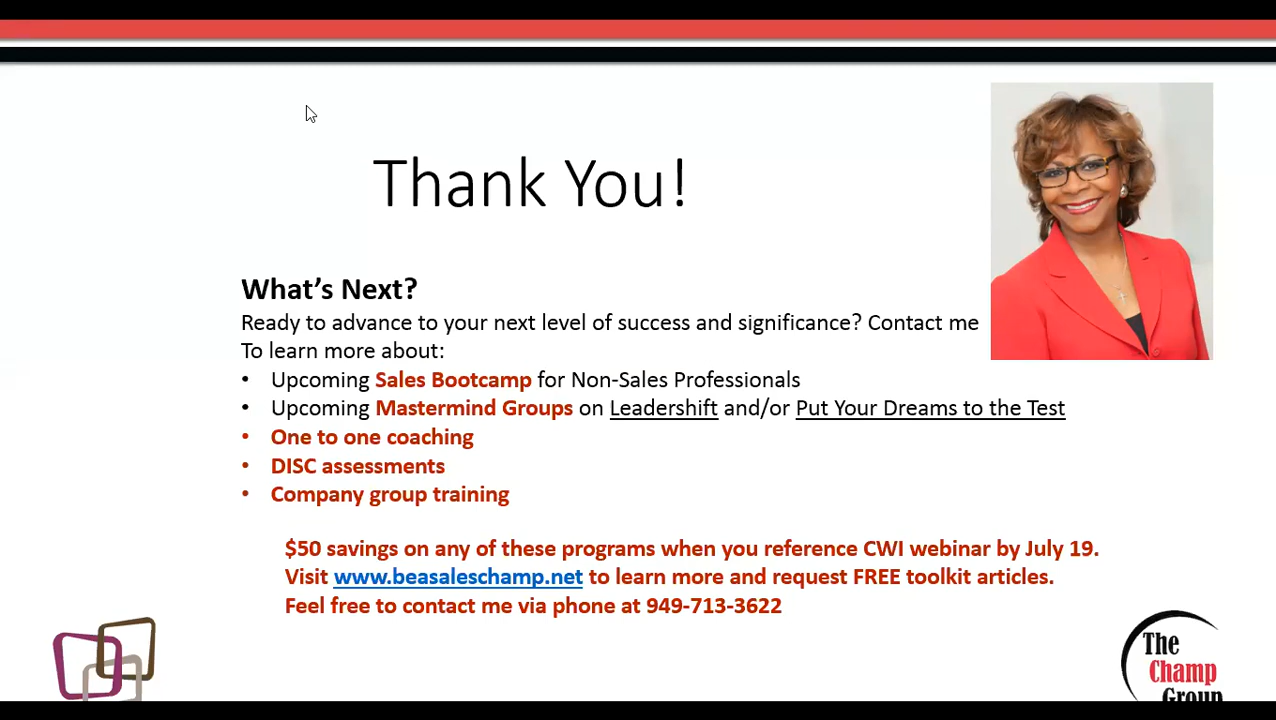 Thank You!
What's Next?
Ready to advance to your next level of success and significance? Contact me
To learn more about:
• Upcoming Sales Bootcamp for Non-Sales Professionals
• Upcoming Mastermind Groups on Leadershift and/or Put Your Dreams to the Test
• One to one coaching
• DISC assessments
• Company group training
$50 savings on any of these programs when you reference CWI webinar by July 19.
Visit www.beasaleschamp.net to learn more and request FREE toolkit articles.
Feel free to contact me via phone at 949-713-3622
The
Champ
Group